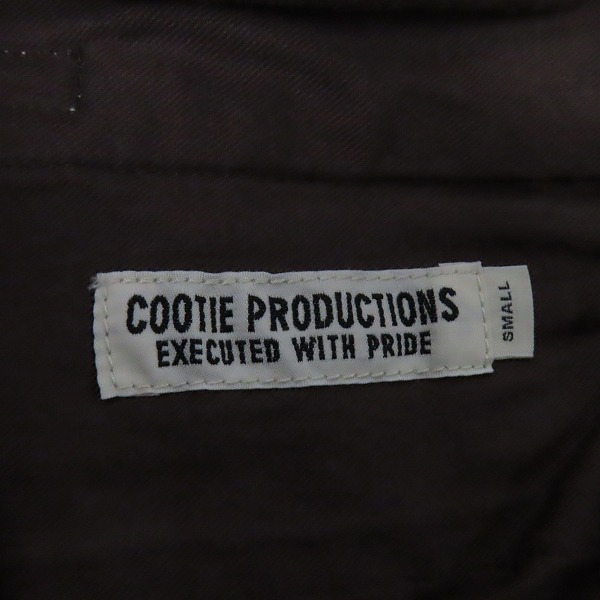 COOTIE PRODUCTIONS
EXECUTED WITH PRIDE
SMALL